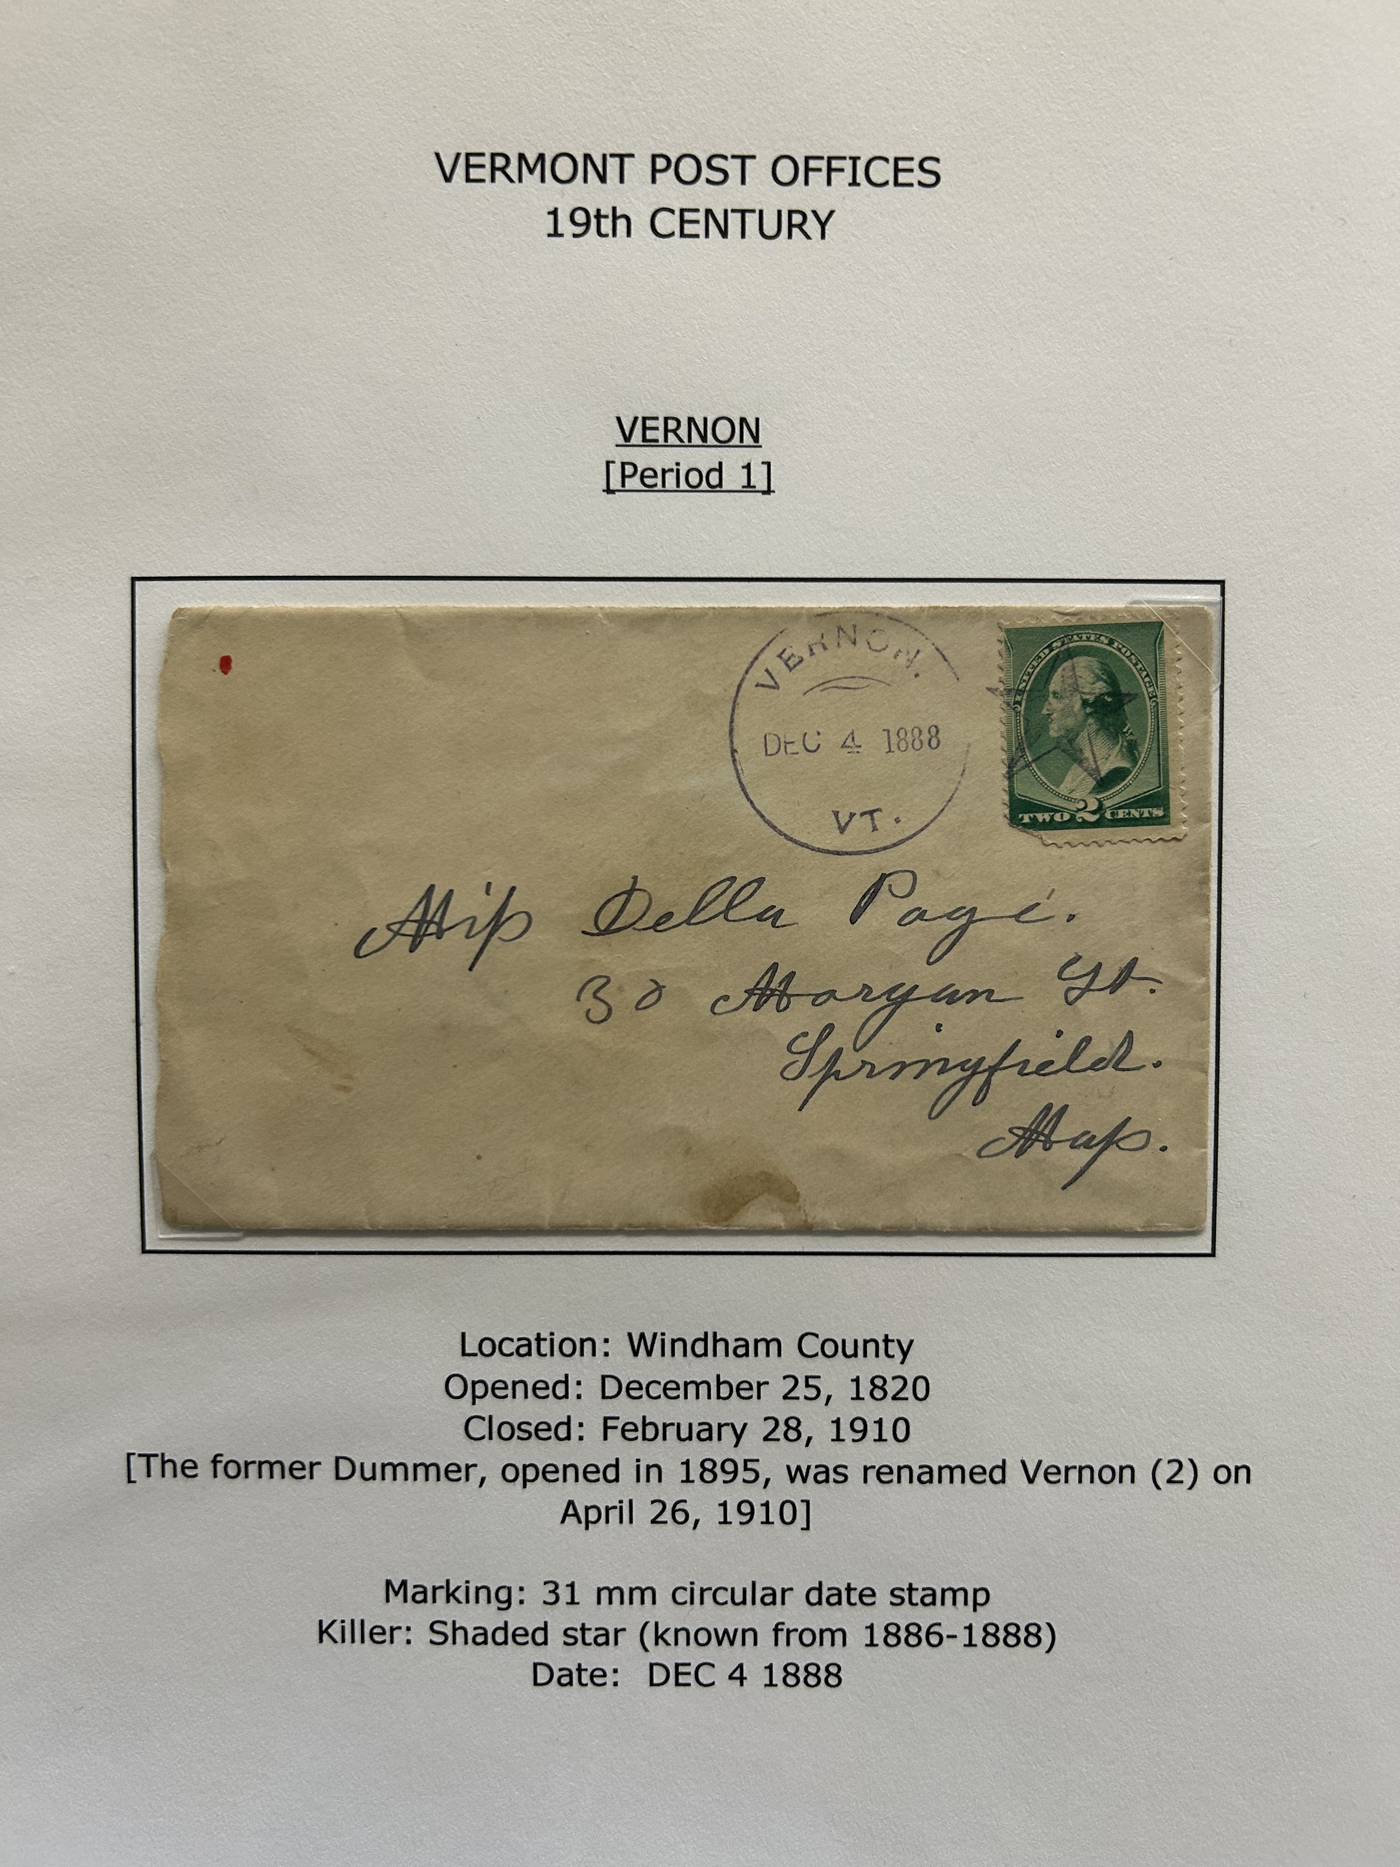 VERMONT POST OFFICES
19th CENTURY
VERNON
[Period 1]
VERNON.
DEC 4 1888
VT.
UNITED STATES POSTAGE
TWO 2 CENTS
Miss Della Page.
30 Morgan St.
Springfield.
Mass.
Location: Windham County
Opened: December 25, 1820
Closed: February 28, 1910
[The former Dummer, opened in 1895, was renamed Vernon (2) on
April 26, 1910]
Marking: 31 mm circular date stamp
Killer: Shaded star (known from 1886-1888)
Date: DEC 4 1888